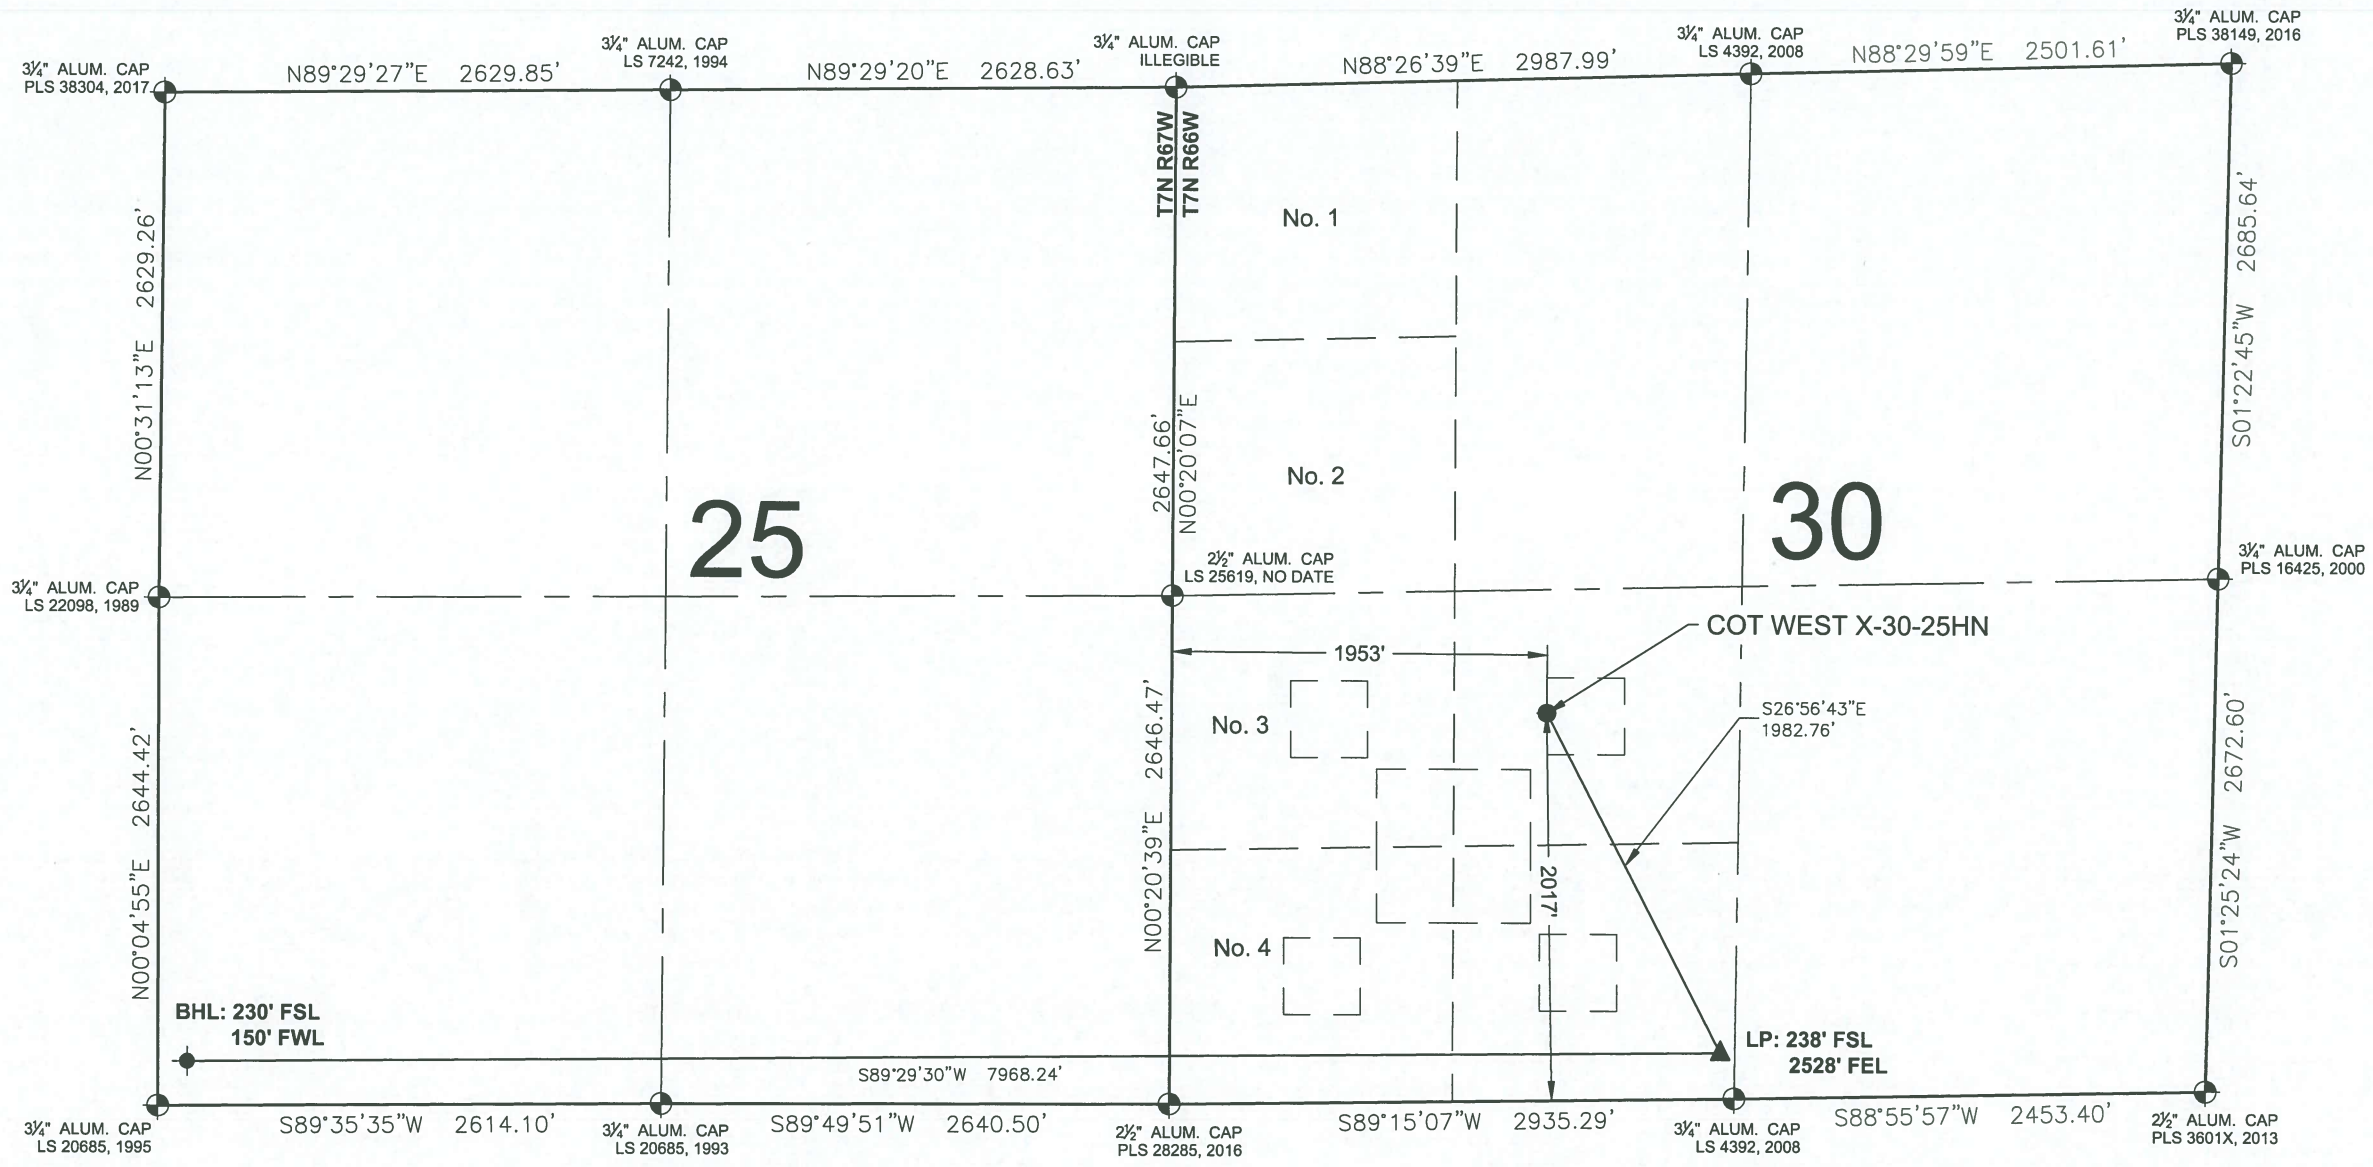 3¼" ALUM. CAP
PLS 38304, 2017
N89°29'27"E 2629.85'
3¼" ALUM. CAP
LS 7242, 1994
N89°29'20"E 2628.63'
3¼" ALUM. CAP
ILLEGIBLE
N88°26'39"E 2987.99'
3¼" ALUM. CAP
LS 4392, 2008
N88°29'59"E 2501.61'
3¼" ALUM. CAP
PLS 38149, 2016
T7N R67W
T7N R66W
N00°31'13"E 2629.26'
No. 1
S01°22'45"W 2685.64'
2647.66'
N00°20'07"E
No. 2
25
30
3¼" ALUM. CAP
LS 22098, 1989
2½" ALUM. CAP
LS 25619, NO DATE
3¼" ALUM. CAP
PLS 16425, 2000
COT WEST X-30-25HN
1953'
No. 3
S26°56'43"E
1982.76'
N00°04'55"E 2644.42'
N00°20'39"E 2646.47'
2017'
S01°25'24"W 2672.60'
No. 4
BHL: 230' FSL
150' FWL
LP: 238' FSL
2528' FEL
S89°29'30"W 7968.24'
3¼" ALUM. CAP
LS 20685, 1995
S89°35'35"W 2614.10'
3¼" ALUM. CAP
LS 20685, 1993
S89°49'51"W 2640.50'
2½" ALUM. CAP
PLS 28285, 2016
S89°15'07"W 2935.29'
3¼" ALUM. CAP
LS 4392, 2008
S88°55'57"W 2453.40'
2½" ALUM. CAP
PLS 3601X, 2013